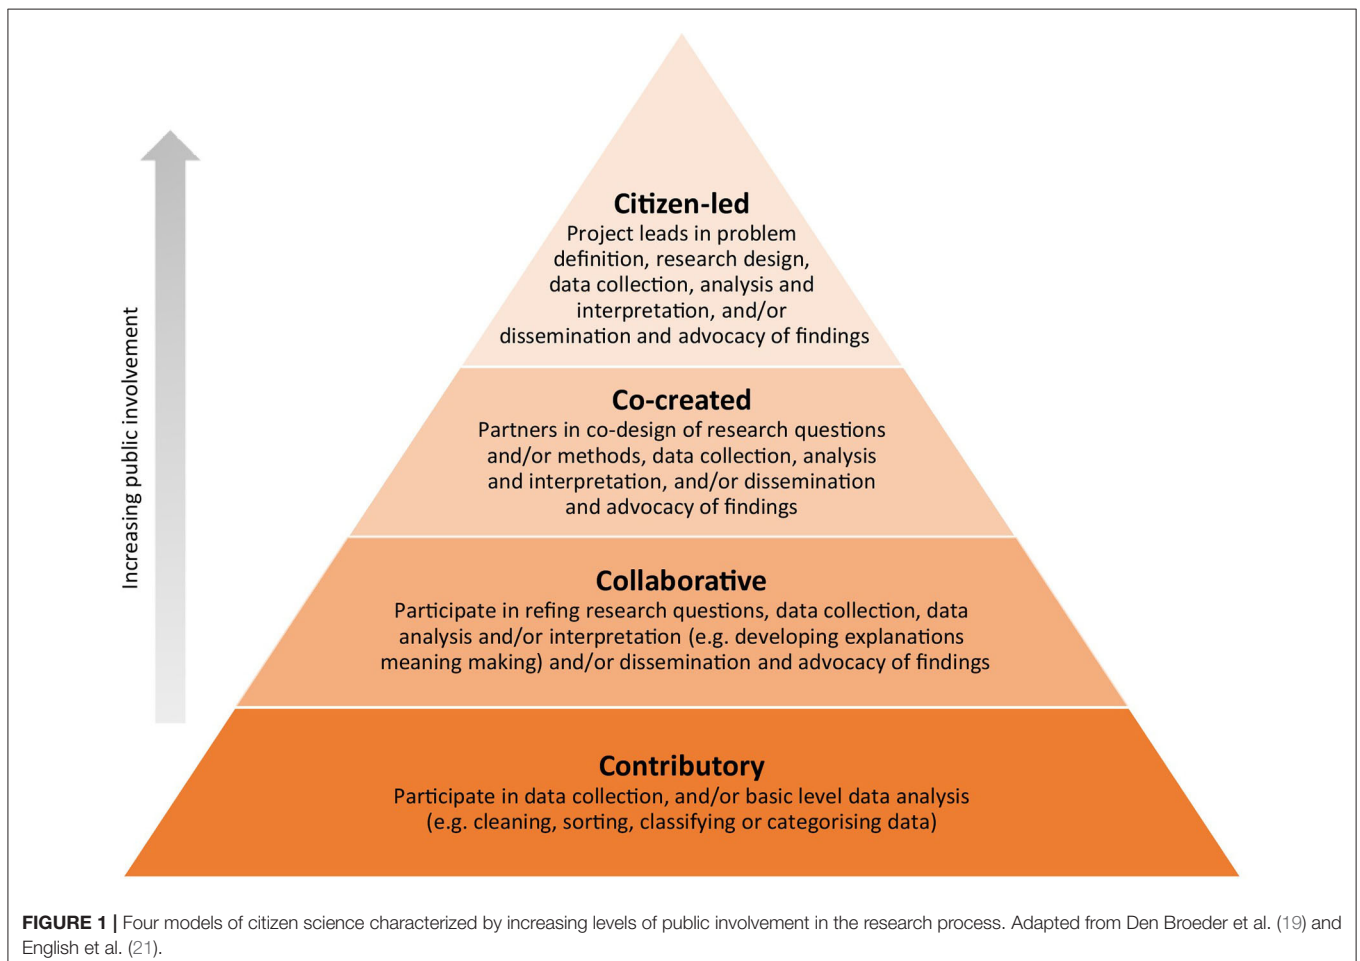 Increasing public involvement
Citizen-led
Project leads in problem
definition, research design,
data collection, analysis and
interpretation, and/or
dissemination and advocacy of findings
Co-created
Partners in co-design of research questions
and/or methods, data collection, analysis
and interpretation, and/or dissemination
and advocacy of findings
Collaborative
Participate in refing research questions, data collection, data
analysis and/or interpretation (e.g. developing explanations
meaning making) and/or dissemination and advocacy of findings
Contributory
Participate in data collection, and/or basic level data analysis
(e.g. cleaning, sorting, classifying or categorising data)
FIGURE 1 | Four models of citizen science characterized by increasing levels of public involvement in the research process. Adapted from Den Broeder et al. (19) and
English et al. (21).